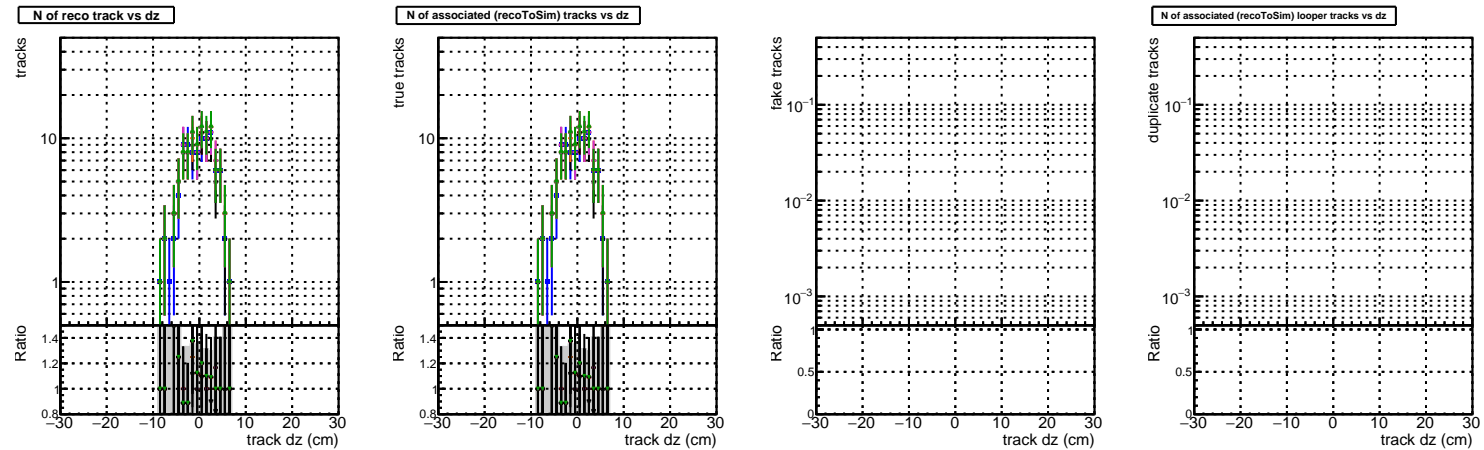 N of reco track vs dz
tracks
10
1
Ratio
1.4
1.2
1
0.8
−30 −20 −10 0 10 20 30
track dz (cm)
N of associated (recoToSim) tracks vs dz
true tracks
10
1
Ratio
1.4
1.2
1
0.8
−30 −20 −10 0 10 20 30
track dz (cm)
fake tracks
10−1
10−2
10−3
Ratio
1
0.5
0
−30 −20 −10 0 10 20 30
track dz (cm)
N of associated (recoToSim) looper tracks vs dz
duplicate tracks
10−1
10−2
10−3
Ratio
1
0.5
0
−30 −20 −10 0 10 20 30
track dz (cm)